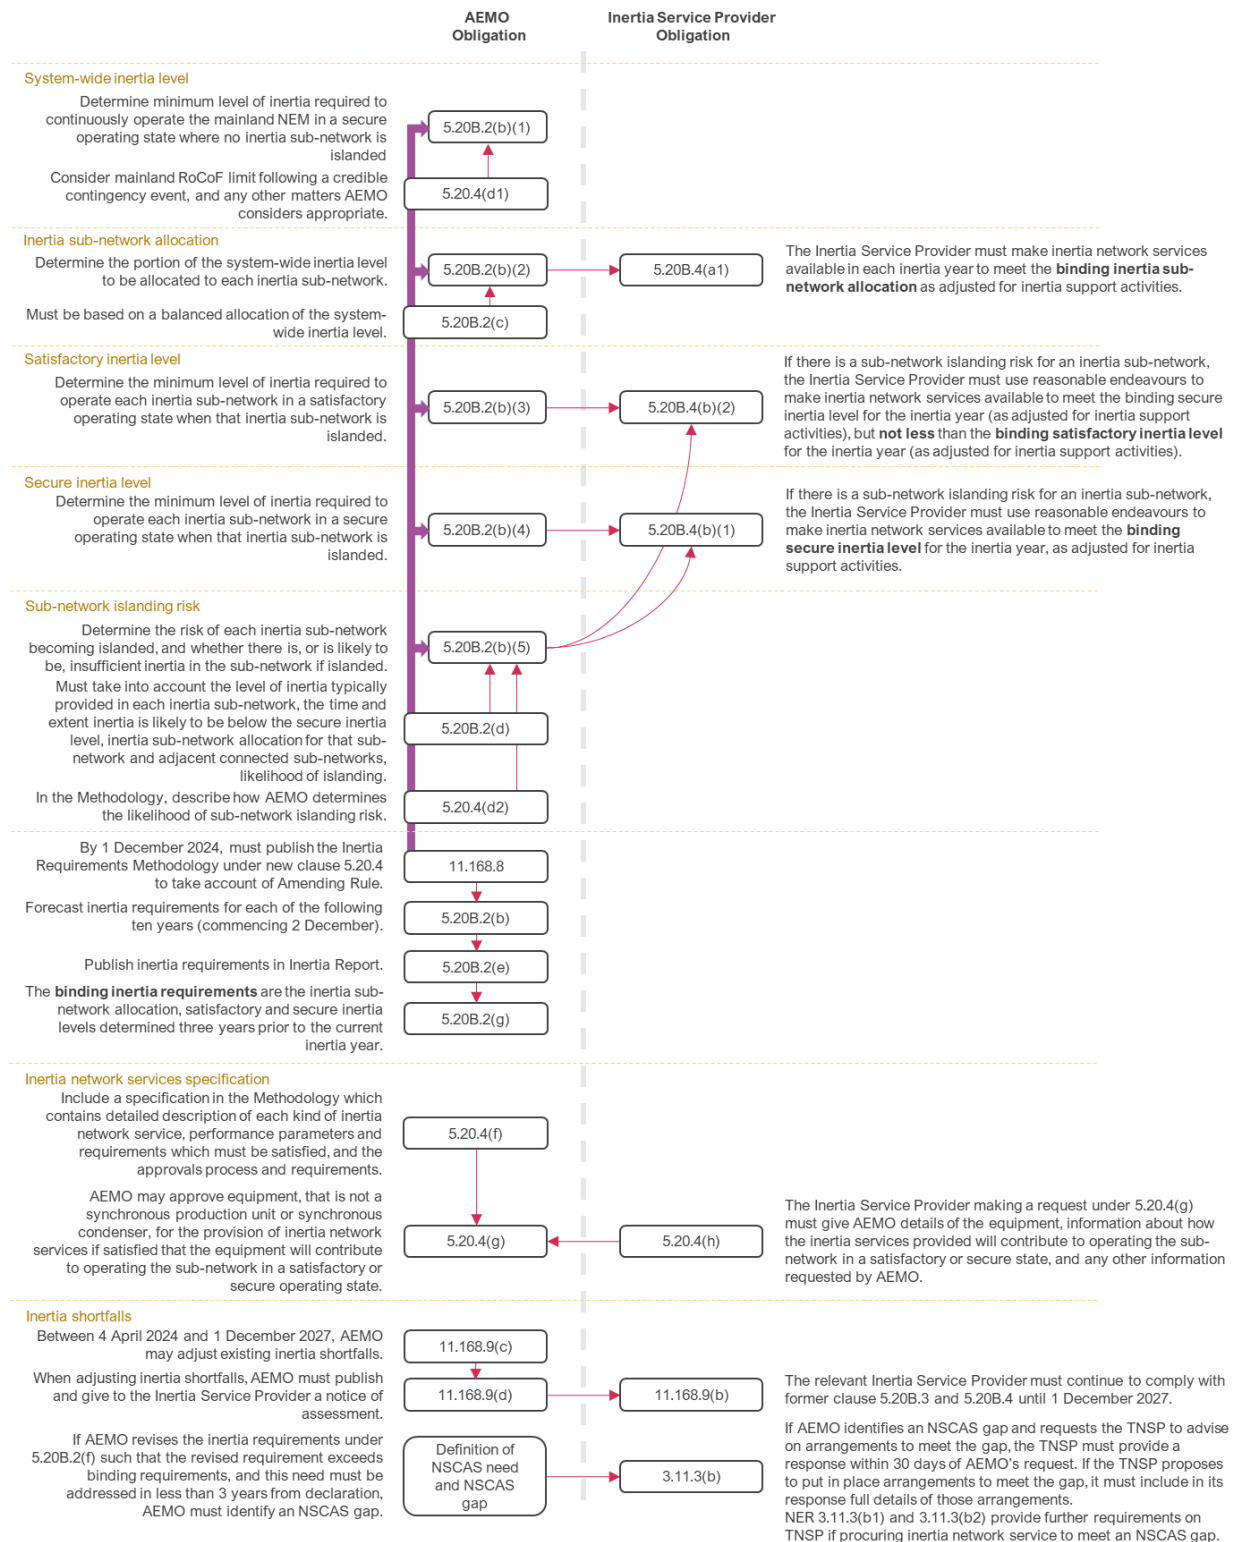 AEMO
Obligation
Inertia Service Provider
Obligation
System-wide inertia level
Determine minimum level of inertia required to
continuously operate the mainland NEM in a secure
operating state where no inertia sub-network is
islanded
5.20B.2(b)(1)
Consider mainland RoCoF limit following a credible
contingency event, and any other matters AEMO
considers appropriate.
5.20.4(d1)
Inertia sub-network allocation
Determine the portion of the system-wide inertia level
to be allocated to each inertia sub-network.
5.20B.2(b)(2)
5.20B.4(a1)
The Inertia Service Provider must make inertia network services
available in each inertia year to meet the binding inertia sub-
network allocation as adjusted for inertia support activities.
Must be based on a balanced allocation of the system-
wide inertia level.
5.20B.2(c)
Satisfactory inertia level
Determine the minimum level of inertia required to
operate each inertia sub-network in a satisfactory
operating state when that inertia sub-network is
islanded.
5.20B.2(b)(3)
5.20B.4(b)(2)
If there is a sub-network islanding risk for an inertia sub-network,
the Inertia Service Provider must use reasonable endeavours to
make inertia network services available to meet the binding secure
inertia level for the inertia year (as adjusted for inertia support
activities), but not less than the binding satisfactory inertia level
for the inertia year (as adjusted for inertia support activities).
Secure inertia level
Determine the minimum level of inertia required to
operate each inertia sub-network in a secure
operating state when that inertia sub-network is
islanded.
5.20B.2(b)(4)
5.20B.4(b)(1)
If there is a sub-network islanding risk for an inertia sub-network,
the Inertia Service Provider must use reasonable endeavours to
make inertia network services available to meet the binding
secure inertia level for the inertia year, as adjusted for inertia
support activities.
Sub-network islanding risk
Determine the risk of each inertia sub-network
becoming islanded, and whether there is, or is likely to
be, insufficient inertia in the sub-network if islanded.
5.20B.2(b)(5)
Must take into account the level of inertia typically
provided in each inertia sub-network, the time and
extent inertia is likely to be below the secure inertia
level, inertia sub-network allocation for that sub-
network and adjacent connected sub-networks,
likelihood of islanding.
5.20B.2(d)
In the Methodology, describe how AEMO determines
the likelihood of sub-network islanding risk.
5.20.4(d2)
By 1 December 2024, must publish the Inertia
Requirements Methodology under new clause 5.20.4
to take account of Amending Rule.
11.168.8
Forecast inertia requirements for each of the following
ten years (commencing 2 December).
5.20B.2(b)
Publish inertia requirements in Inertia Report.
5.20B.2(e)
The binding inertia requirements are the inertia sub-
network allocation, satisfactory and secure inertia
levels determined three years prior to the current
inertia year.
5.20B.2(g)
Inertia network services specification
Include a specification in the Methodology which
contains detailed description of each kind of inertia
network service, performance parameters and
requirements which must be satisfied, and the
approvals process and requirements.
5.20.4(f)
AEMO may approve equipment, that is not a
synchronous production unit or synchronous
condenser, for the provision of inertia network
services if satisfied that the equipment will contribute
to operating the sub-network in a satisfactory or
secure operating state.
5.20.4(g)
5.20.4(h)
The Inertia Service Provider making a request under 5.20.4(g)
must give AEMO details of the equipment, information about how
the inertia services provided will contribute to operating the sub-
network in a satisfactory or secure state, and any other information
requested by AEMO.
Inertia shortfalls
Between 4 April 2024 and 1 December 2027, AEMO
may adjust existing inertia shortfalls.
11.168.9(c)
When adjusting inertia shortfalls, AEMO must publish
and give to the Inertia Service Provider a notice of
assessment.
11.168.9(d)
11.168.9(b)
The relevant Inertia Service Provider must continue to comply with
former clause 5.20B.3 and 5.20B.4 until 1 December 2027.
If AEMO revises the inertia requirements under
5.20B.2(f) such that the revised requirement exceeds
binding requirements, and this need must be
addressed in less than 3 years from declaration,
AEMO must identify an NSCAS gap.
Definition of
NSCAS need
and NSCAS
gap
3.11.3(b)
If AEMO identifies an NSCAS gap and requests the TNSP to advise
on arrangements to meet the gap, the TNSP must provide a
response within 30 days of AEMO's request. If the TNSP proposes
to put in place arrangements to meet the gap, it must include in its
response full details of those arrangements.
NER 3.11.3(b1) and 3.11.3(b2) provide further requirements on
TNSP if procuring inertia network service to meet an NSCAS gap.